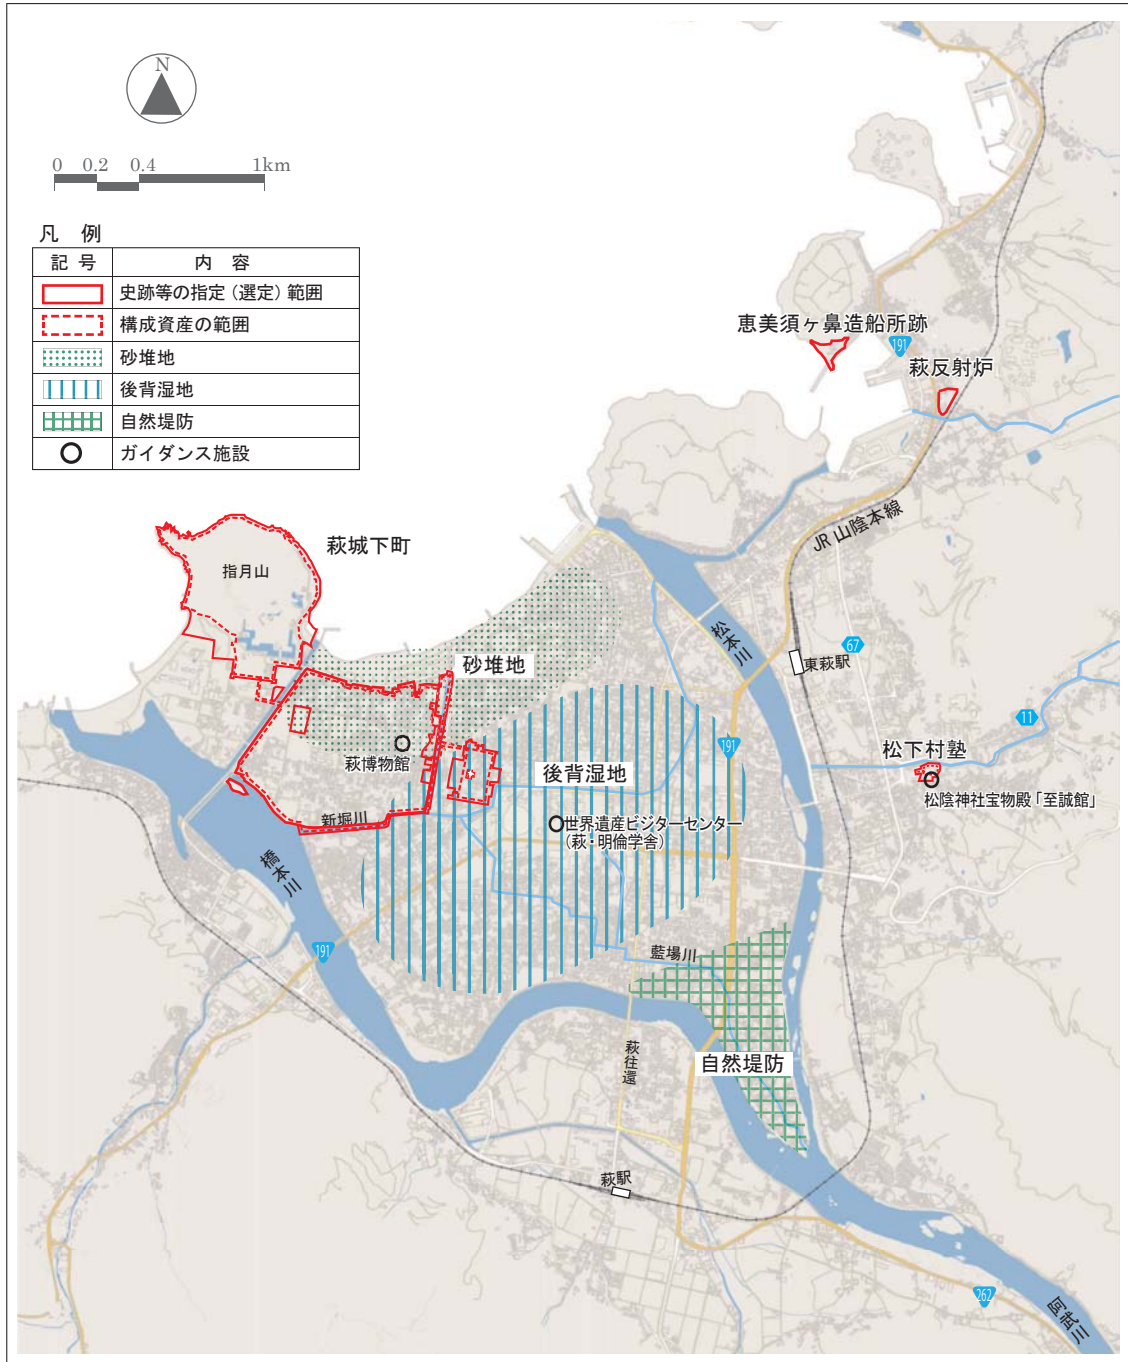 N
0 0.2 0.4 1km
凡 例
記 号 内 容
史跡等の指定（選定）範囲
構成資産の範囲
砂堆地
後背湿地
自然堤防
ガイダンス施設
恵美須ヶ鼻造船所跡
191
萩反射炉
JR 山陰本線
萩城下町
指月山
松本川
67
東萩駅
砂堆地
11
191
松下村塾
萩博物館
後背湿地
松陰神社宝物殿「至誠館」
新堀川
世界遺産ビジターセンター
（萩・明倫学舎）
橋本川
191
藍場川
萩往還
自然堤防
萩駅
262
阿武川